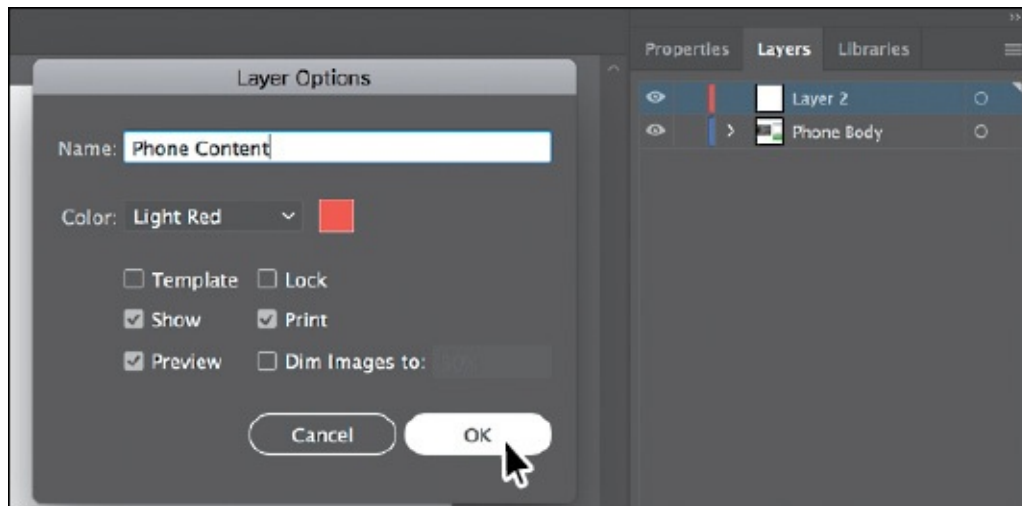 Layer Options
Name: Phone Content
Color: Light Red
Template Lock
Show Print
Preview Dim Images to:
Cancel OK
Properties Layers Libraries
Layer 2
Phone Body